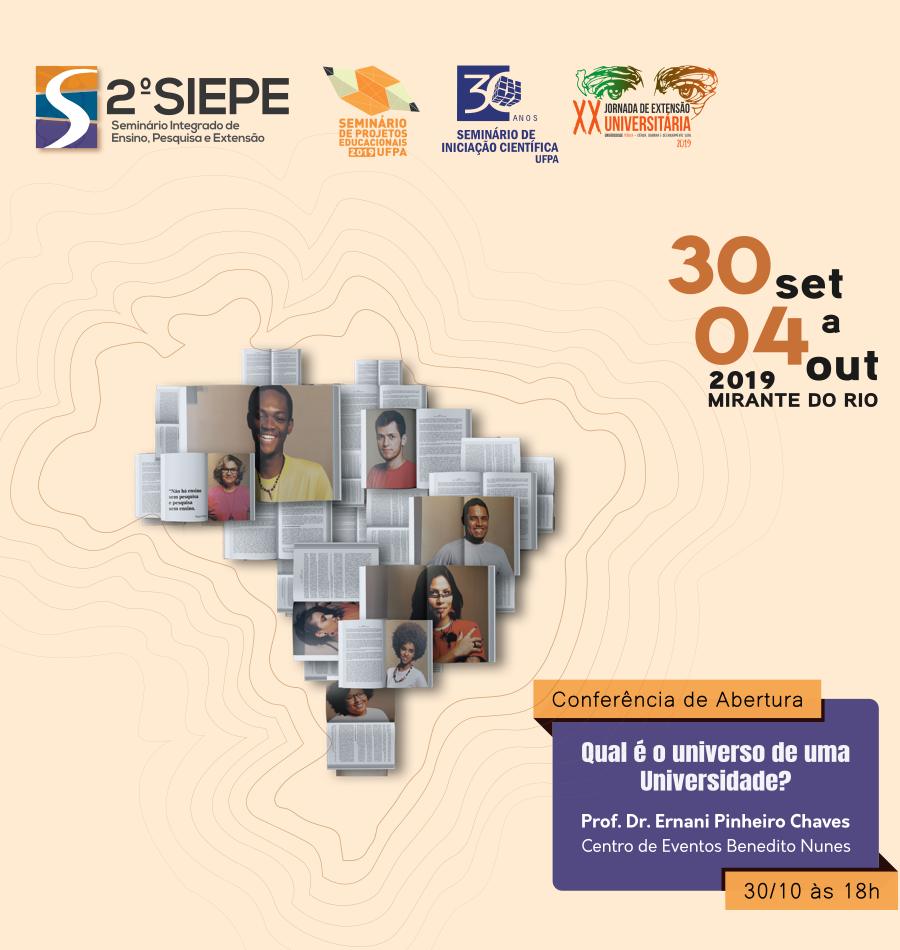 2º SIEPE
Seminário Integrado de
Ensino, Pesquisa e Extensão
SEMINÁRIO
DE PROJETOS
EDUCACIONAIS
2019 UFPA
30
ANOS
SEMINÁRIO DE
INICIAÇÃO CIENTÍFICA
UFPA
XX JORNADA DE EXTENSÃO
UNIVERSITÁRIA
2019
30 set
a
04 out
2019
MIRANTE DO RIO
"Não há ensino
sem pesquisa
e pesquisa
sem ensino.
Conferência de Abertura
Qual é o universo de uma
Universidade?
Prof. Dr. Ernani Pinheiro Chaves
Centro de Eventos Benedito Nunes
30/10 às 18h